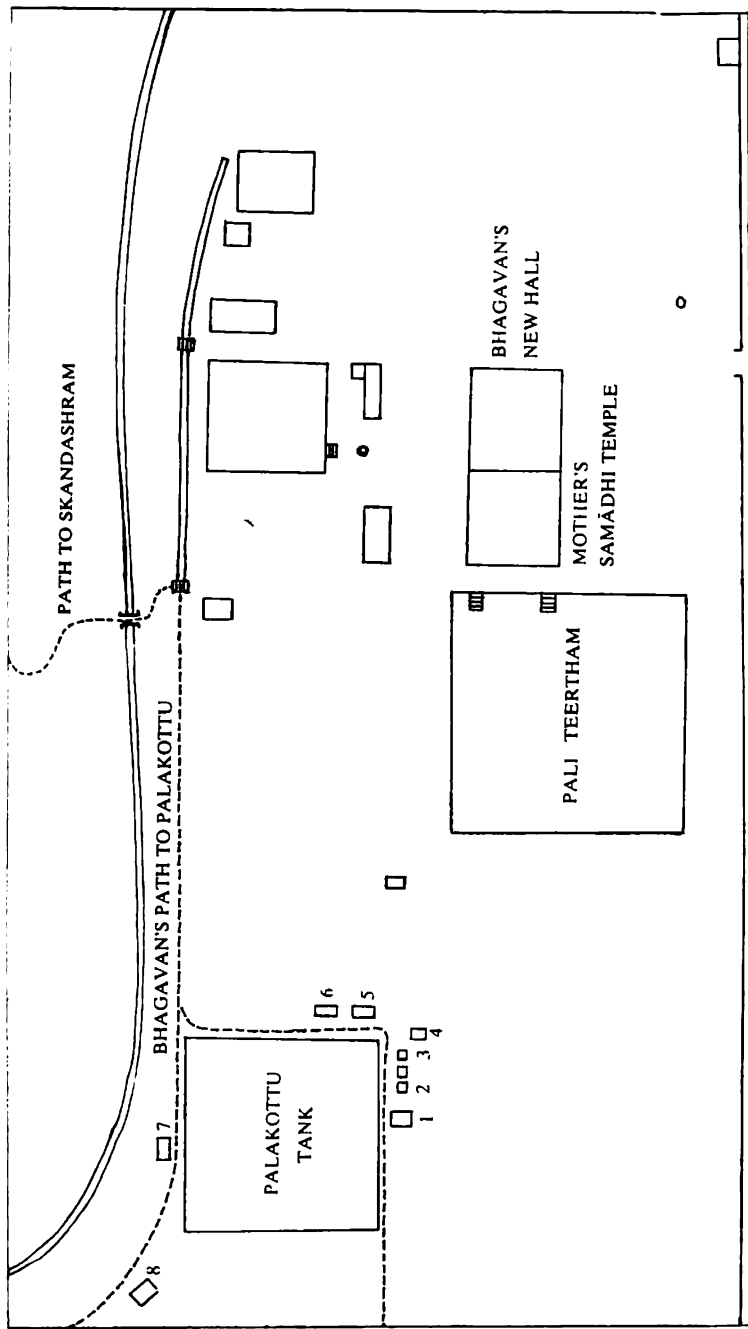 PATH TO SKANDASHRAM
BHAGAVAN'S PATH TO PALAKOTTU
BHAGAVAN'S
NEW HALL
MOTHER'S
SAMĀDHI TEMPLE
PALI TEERTHAM
PALAKOTTU
TANK
1
2
3
4
5
6
7
8